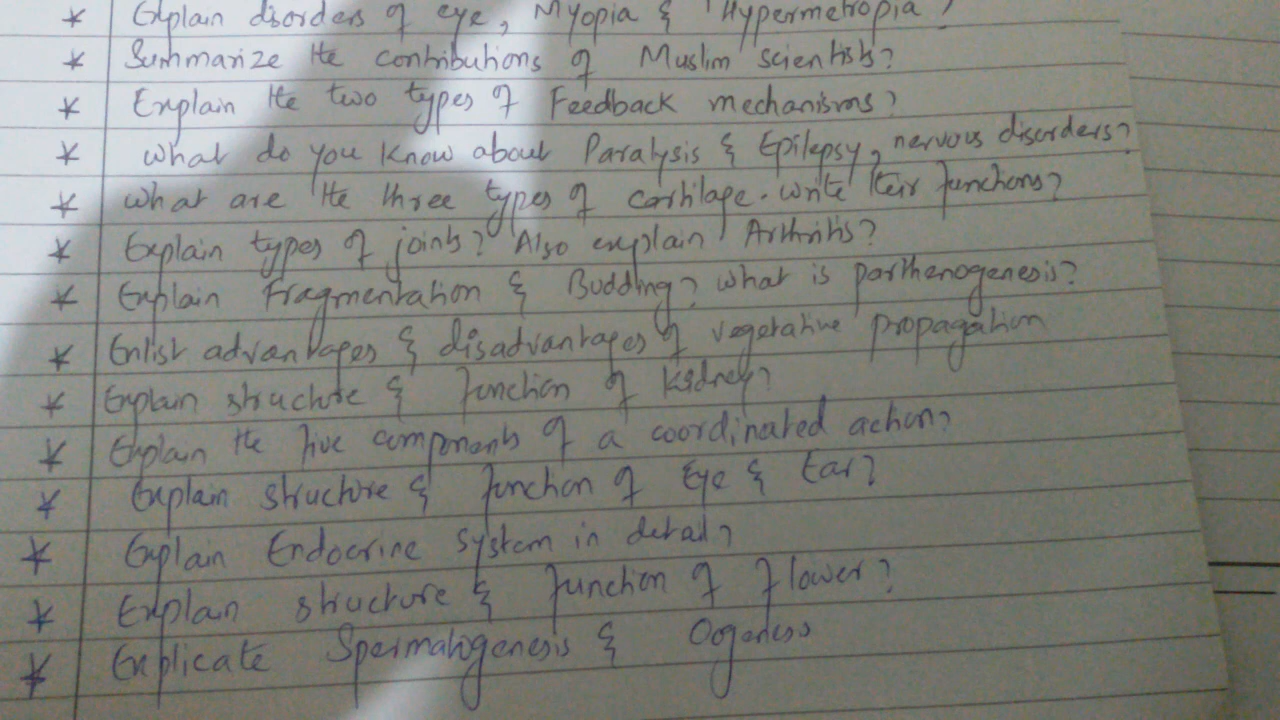 * Explain disorders of eye, Myopia & Hypermetropia?
* Summarize the contributions of Muslim scientists?
* Explain the two types of Feedback mechanisms?
* What do you know about Paralysis & Epilepsy, nervous disorders?
* What are the three types of cartilage. Write their functions?
* Explain types of joints? Also explain Arthritis?
* Explain Fragmentation & Budding? What is parthenogenesis?
* Enlist advantages & disadvantages of vegetative propagation
* Explain structure & function of Kidney?
* Explain the five components of a coordinated action?
* Explain structure & function of Eye & Ear?
* Explain Endocrine system in detail?
* Explain structure & function of flower?
* Explicate Spermatogenesis & Oogenesis